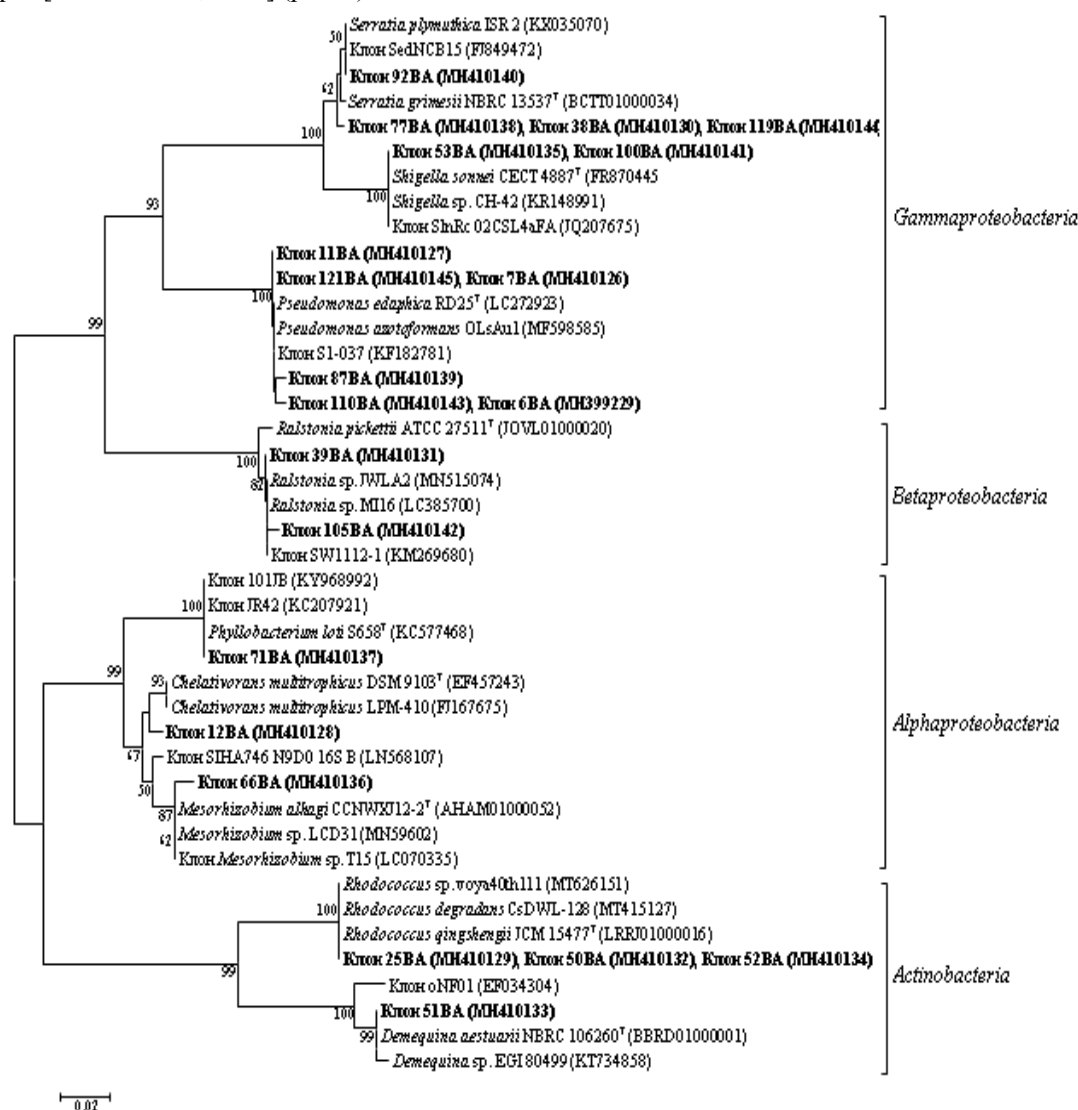 Serratia plymuthica ISR 2 (KX035070)
50
Клон SedNCB15 (FJ849472)
Клон 92BA (MH410140)
62
Serratia grimesii NBRC 13537ᵀ (BCTT01000034)
Клон 77BA (MH410138), Клон 38BA (MH410130), Клон 119BA (MH410144)
100
Клон 53BA (MH410135), Клон 100BA (MH410141)
Shigella sonnei CECT 4887ᵀ (FR870445
100
Shigella sp. CH-42 (KR148991)
Клон SInRc 02CSL4aFA (JQ207675)
Gammaproteobacteria
93
Клон 11BA (MH410127)
Клон 121BA (MH410145), Клон 7BA (MH410126)
100
Pseudomonas edaphica RD25ᵀ (LC272923)
Pseudomonas azotoformans OLsAu1 (MF598585)
99
Клон S1-037 (KF182781)
Клон 87BA (MH410139)
Клон 110BA (MH410143), Клон 6BA (MH399229)
Ralstonia pickettii ATCC 27511ᵀ (JOVL01000020)
100
Клон 39BA (MH410131)
82
Ralstonia sp. JWLA2 (MN515074)
Ralstonia sp. MI16 (LC385700)
Клон 105BA (MH410142)
Клон SW1112-1 (KM269680)
Betaproteobacteria
Клон 101JB (KY968992)
100
Клон JR42 (KC207921)
Phyllobacterium loti S658ᵀ (KC577468)
Клон 71BA (MH410137)
99
93
Chelativorans multitrophicus DSM 9103ᵀ (EF457243)
Chelativorans multitrophicus LPM-410 (FJ167675)
Клон 12BA (MH410128)
67
Клон SIHA746 N9D0 16S B (LN568107)
50
Клон 66BA (MH410136)
87
Mesorhizobium alhagi CCNWXJ12-2ᵀ (AHAM01000052)
62
Mesorhizobium sp. LCD31 (MN59602)
Клон Mesorhizobium sp. T15 (LC070335)
Alphaproteobacteria
Rhodococcus sp. woya40th111 (MT626151)
100
Rhodococcus degradans CsDWL-128 (MT415127)
Rhodococcus qingshengii JCM 15477ᵀ (LRRJ01000016)
Клон 25BA (MH410129), Клон 50BA (MH410132), Клон 52BA (MH410134)
99
Клон oNF01 (EF034304)
100
Клон 51BA (MH410133)
99
Demequina aestuarii NBRC 106260ᵀ (BBRD01000001)
Demequina sp. EGI 80499 (KT734858)
Actinobacteria
0.02